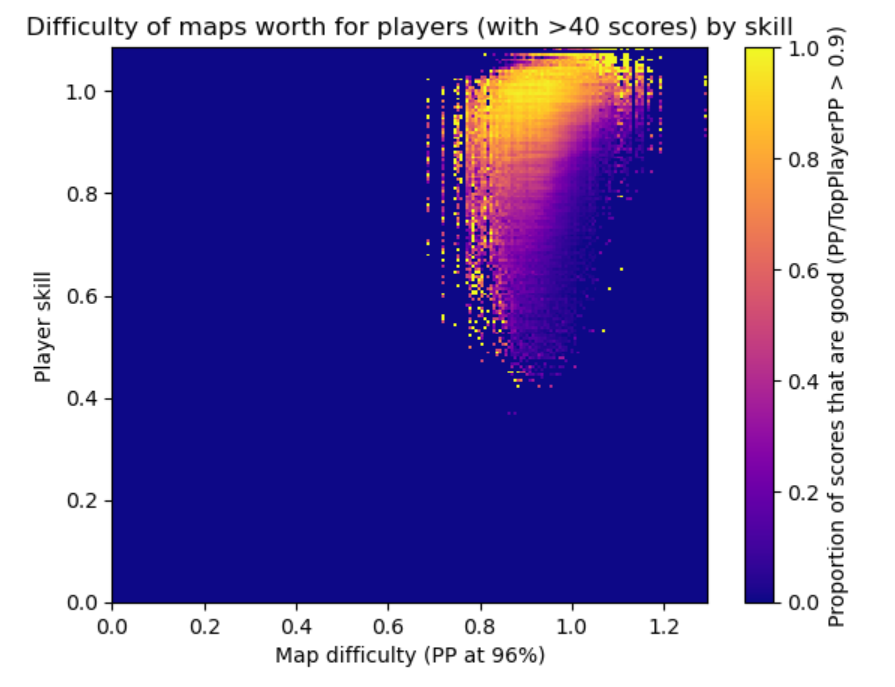 Difficulty of maps worth for players (with >40 scores) by skill
1.0
0.8
0.6
0.4
0.2
0.0
Player skill
0.0 0.2 0.4 0.6 0.8 1.0 1.2
Map difficulty (PP at 96%)
1.0
0.8
0.6
0.4
0.2
0.0
Proportion of scores that are good (PP/TopPlayerPP > 0.9)